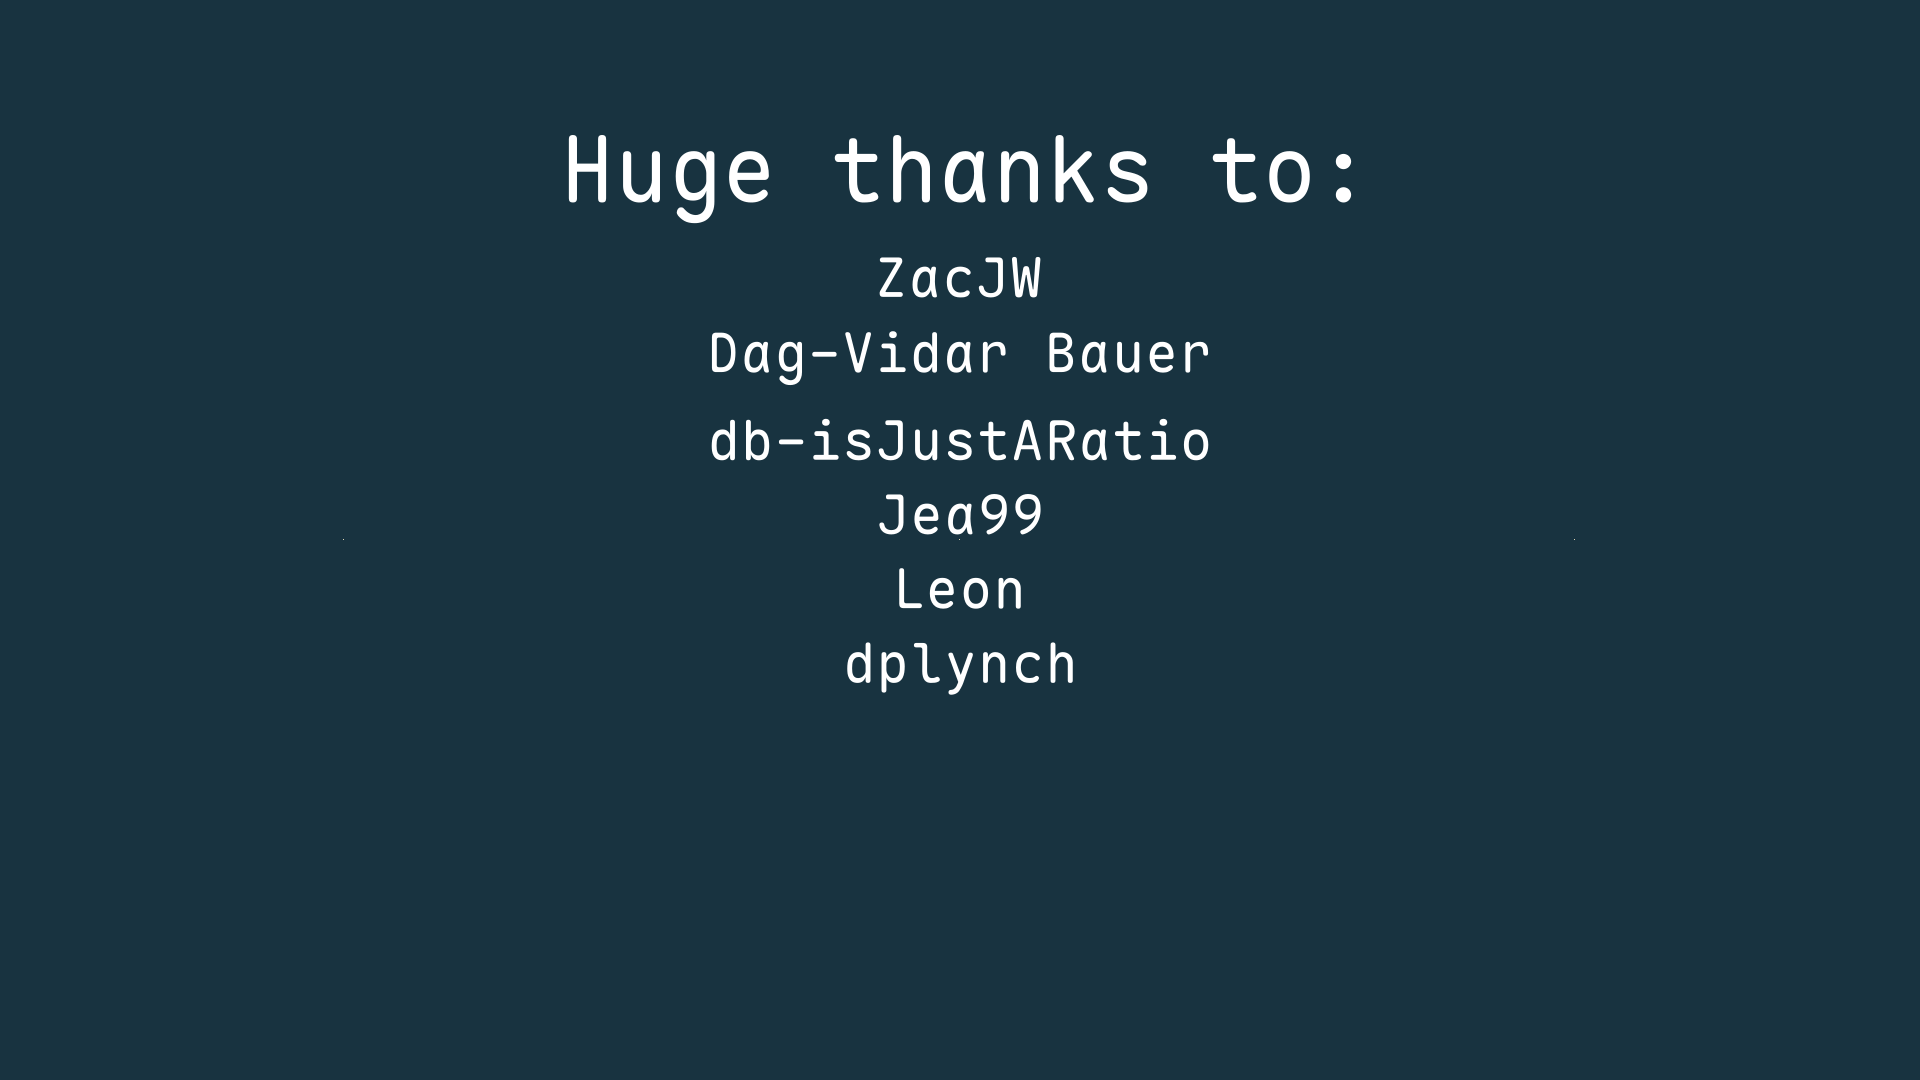 Huge thanks to:
ZacJW
Dag-Vidar Bauer
db-isJustARatio
Jea99
Leon
dplynch